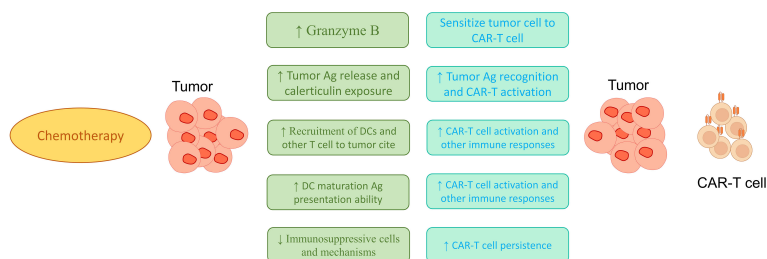 Chemotherapy
Tumor
↑ Granzyme B
Sensitize tumor cell to
CAR-T cell
↑ Tumor Ag release and
calerticulin exposure
↑ Tumor Ag recognition
and CAR-T activation
↑ Recruitment of DCs and
other T cell to tumor cite
↑ CAR-T cell activation and
other immune responses
↑ DC maturation Ag
presentation ability
↑ CAR-T cell activation and
other immune responses
↓ Immunosuppressive cells
and mechanisms
↑ CAR-T cell persistence
Tumor
CAR-T cell